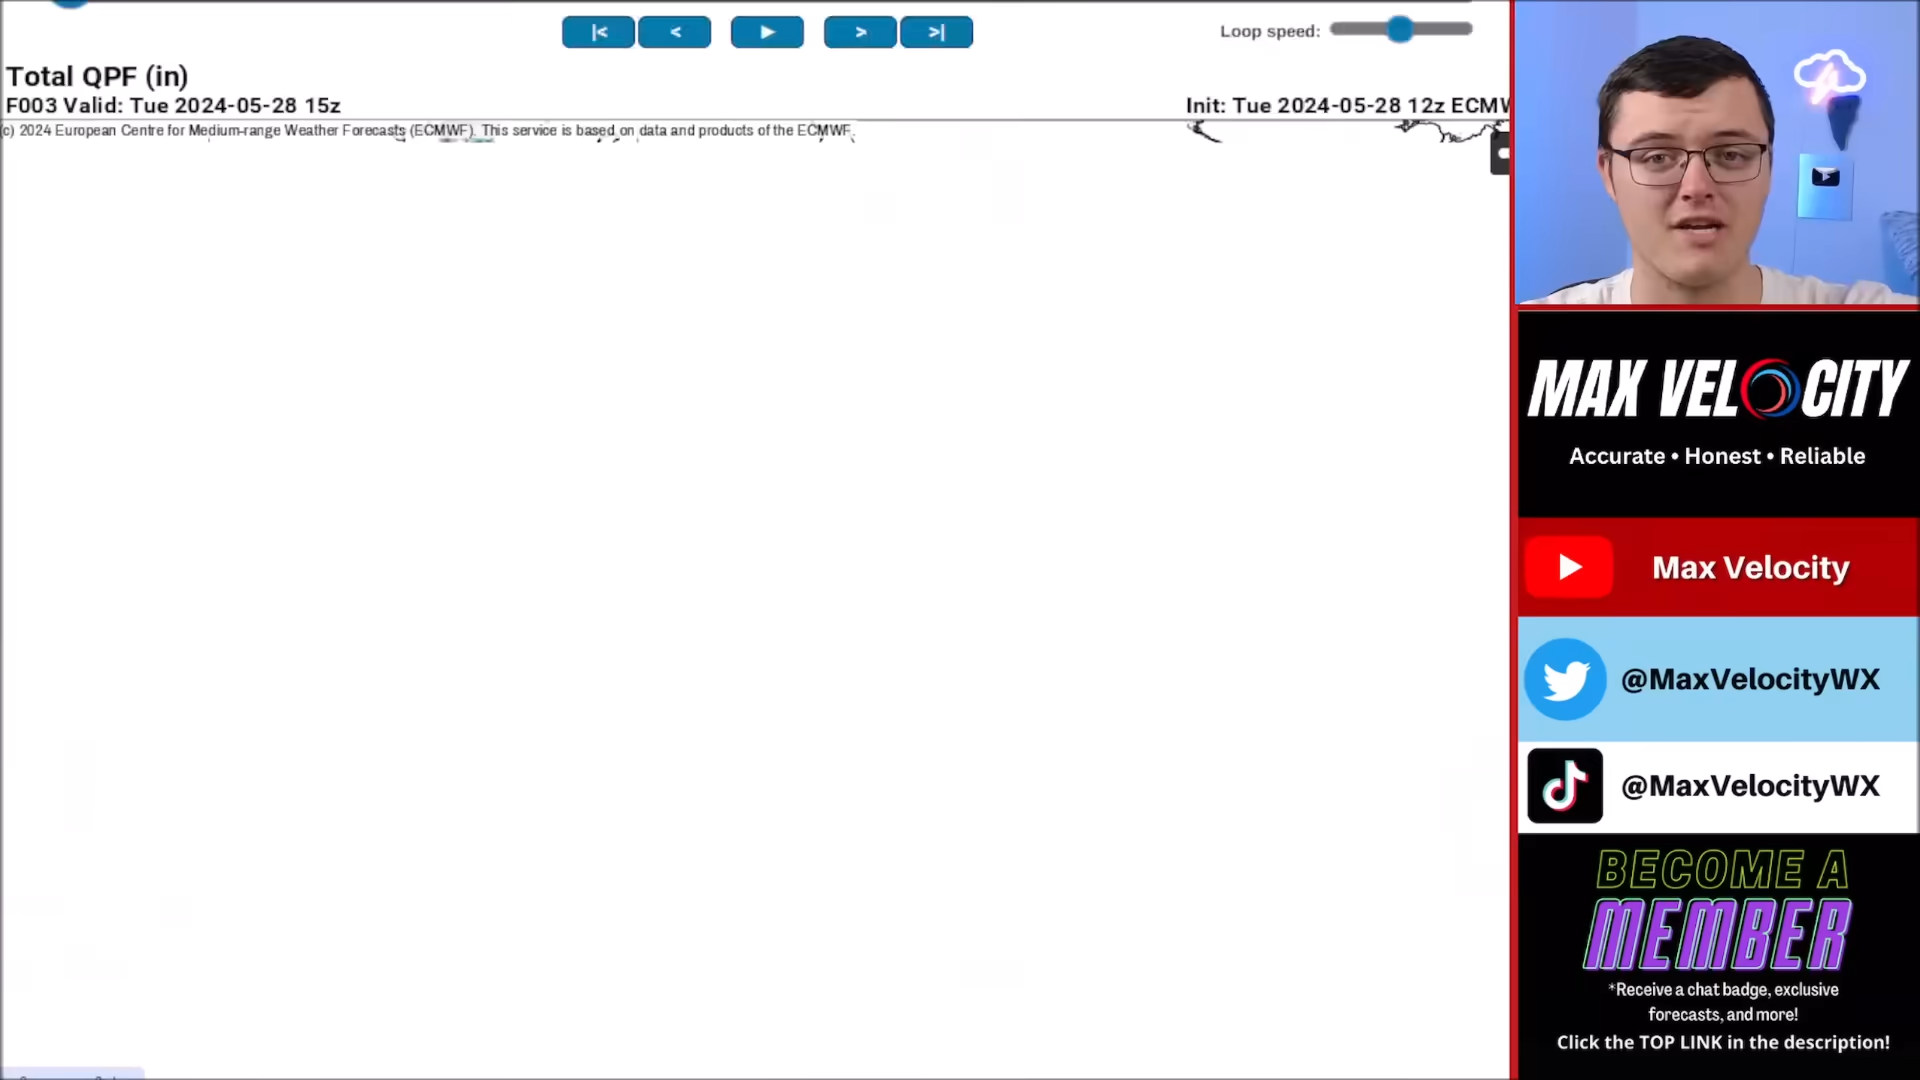 |< < ▶ > >| Loop speed:
Total QPF (in)
F003 Valid: Tue 2024-05-28 15z
Init: Tue 2024-05-28 12z ECMW
(c) 2024 European Centre for Medium-range Weather Forecasts (ECMWF). This service is based on data and products of the ECMWF.
MAX VELOCITY
Accurate • Honest • Reliable
Max Velocity
@MaxVelocityWX
@MaxVelocityWX
BECOME A
MEMBER
*Receive a chat badge, exclusive
forecasts, and more!
Click the TOP LINK in the description!